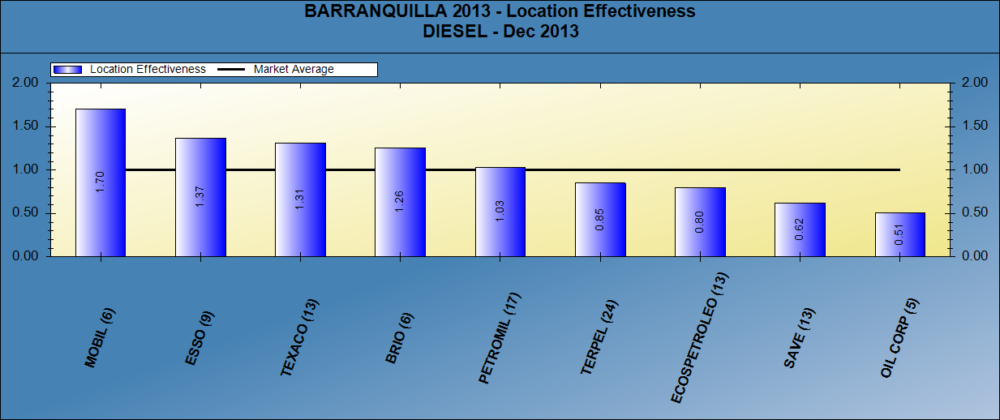 BARRANQUILLA 2013 - Location Effectiveness
DIESEL - Dec 2013
Location Effectiveness Market Average
2.00 2.00
1.50 1.50
1.00 1.00
0.50 0.50
0.00 0.00
1.70
1.37
1.31
1.26
1.03
0.85
0.80
0.62
0.51
MOBIL (6)
ESSO (9)
TEXACO (13)
BRIO (6)
PETROMIL (17)
TERPEL (24)
ECOSPETROLEO (13)
SAVE (13)
OIL CORP (5)